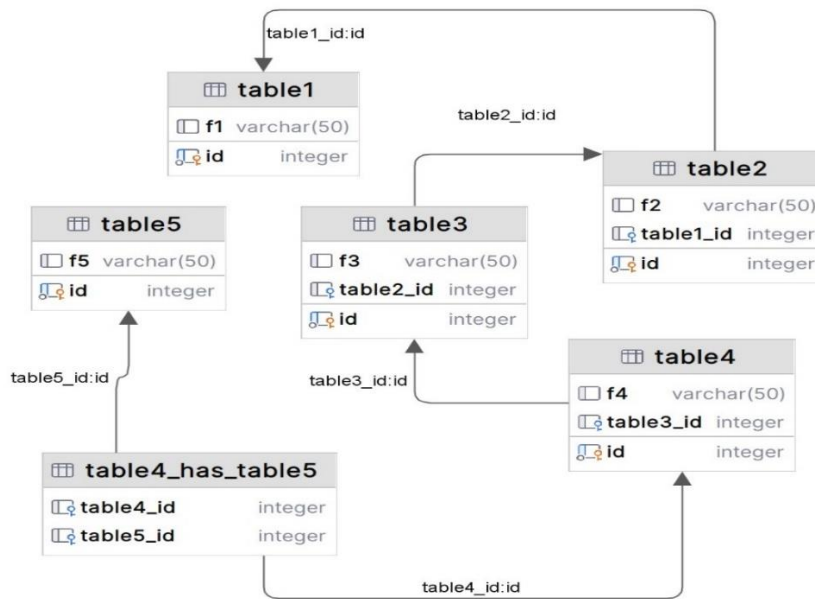 table1_id:id
table1
f1 varchar(50)
id integer
table2_id:id
table2
f2 varchar(50)
table1_id integer
id integer
table5
f5 varchar(50)
id integer
table3
f3 varchar(50)
table2_id integer
id integer
table5_id:id
table3_id:id
table4
f4 varchar(50)
table3_id integer
id integer
table4_has_table5
table4_id integer
table5_id integer
table4_id:id